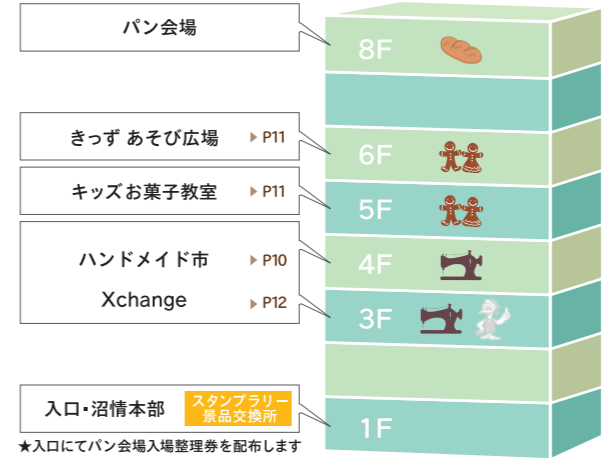 パン会場
8F
きっず あそび広場 ▶ P11
6F
キッズお菓子教室 ▶ P11
5F
ハンドメイド市 ▶ P10
4F
Xchange ▶ P12
3F
入口・沼情本部
スタンプラリー
景品交換所
1F
★入口にてパン会場入場整理券を配布します